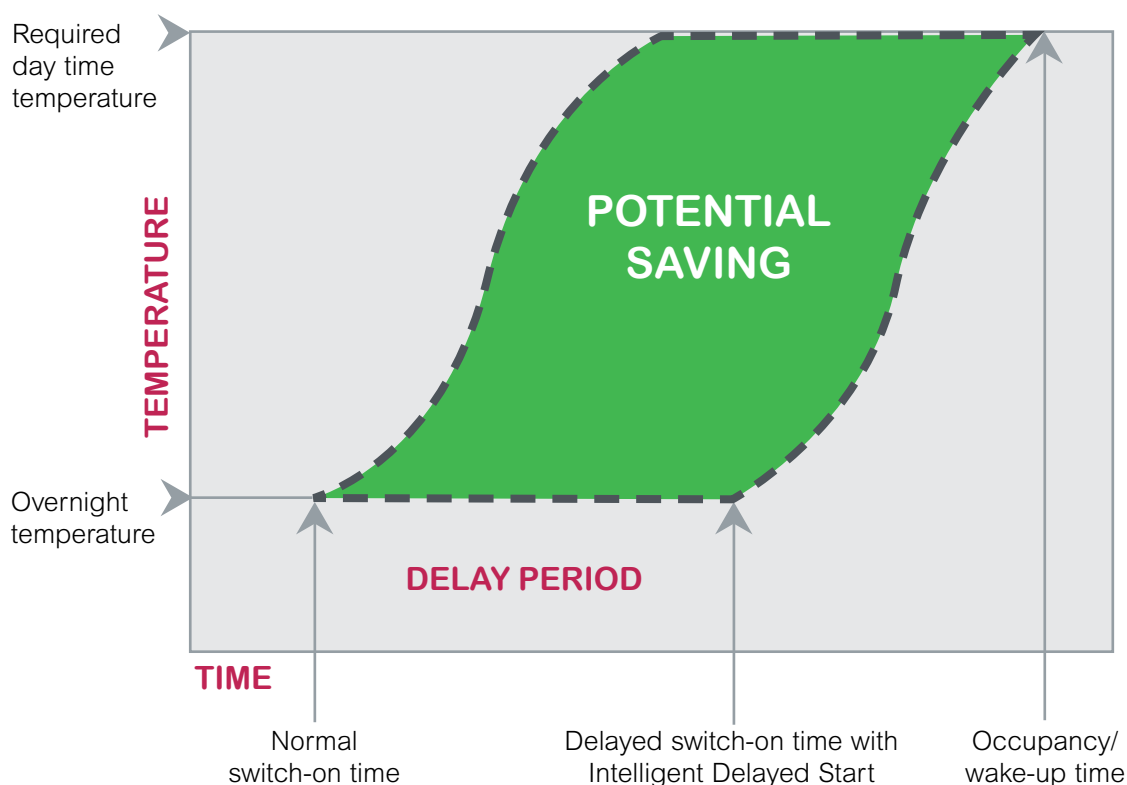 Required
day time
temperature
TEMPERATURE
POTENTIAL
SAVING
Overnight
temperature
DELAY PERIOD
TIME
Normal
switch-on time
Delayed switch-on time with
Intelligent Delayed Start
Occupancy/
wake-up time